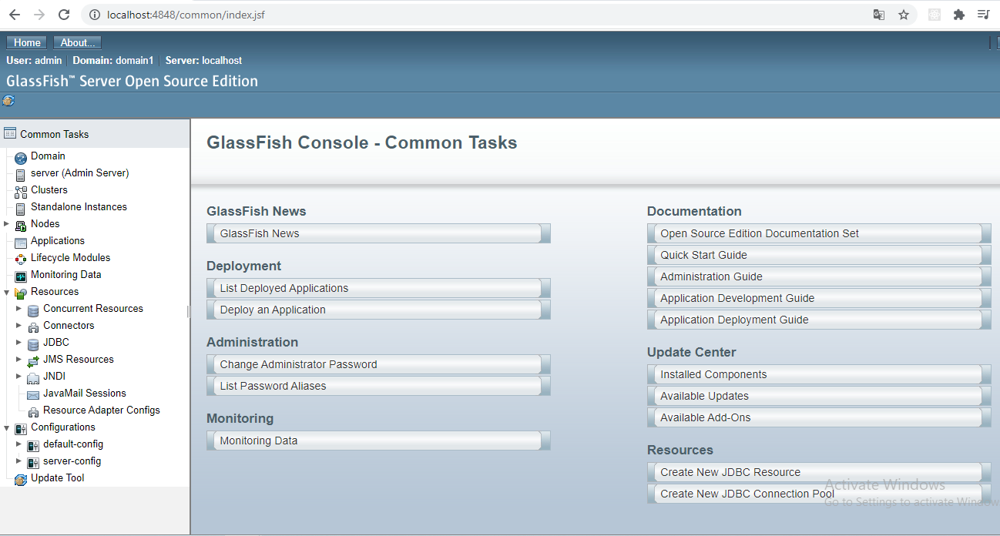 localhost:4848/common/index.jsf
Home About...
User: admin Domain: domain1 Server: localhost
GlassFish™ Server Open Source Edition
Common Tasks
Domain
server (Admin Server)
Clusters
Standalone Instances
Nodes
Applications
Lifecycle Modules
Monitoring Data
Resources
Concurrent Resources
Connectors
JDBC
JMS Resources
JNDI
JavaMail Sessions
Resource Adapter Configs
Configurations
default-config
server-config
Update Tool
GlassFish Console - Common Tasks
GlassFish News
GlassFish News
Deployment
List Deployed Applications
Deploy an Application
Administration
Change Administrator Password
List Password Aliases
Monitoring
Monitoring Data
Documentation
Open Source Edition Documentation Set
Quick Start Guide
Administration Guide
Application Development Guide
Application Deployment Guide
Update Center
Installed Components
Available Updates
Available Add-Ons
Resources
Create New JDBC Resource
Create New JDBC Connection Pool
Activate Windows
Go to Settings to activate Window